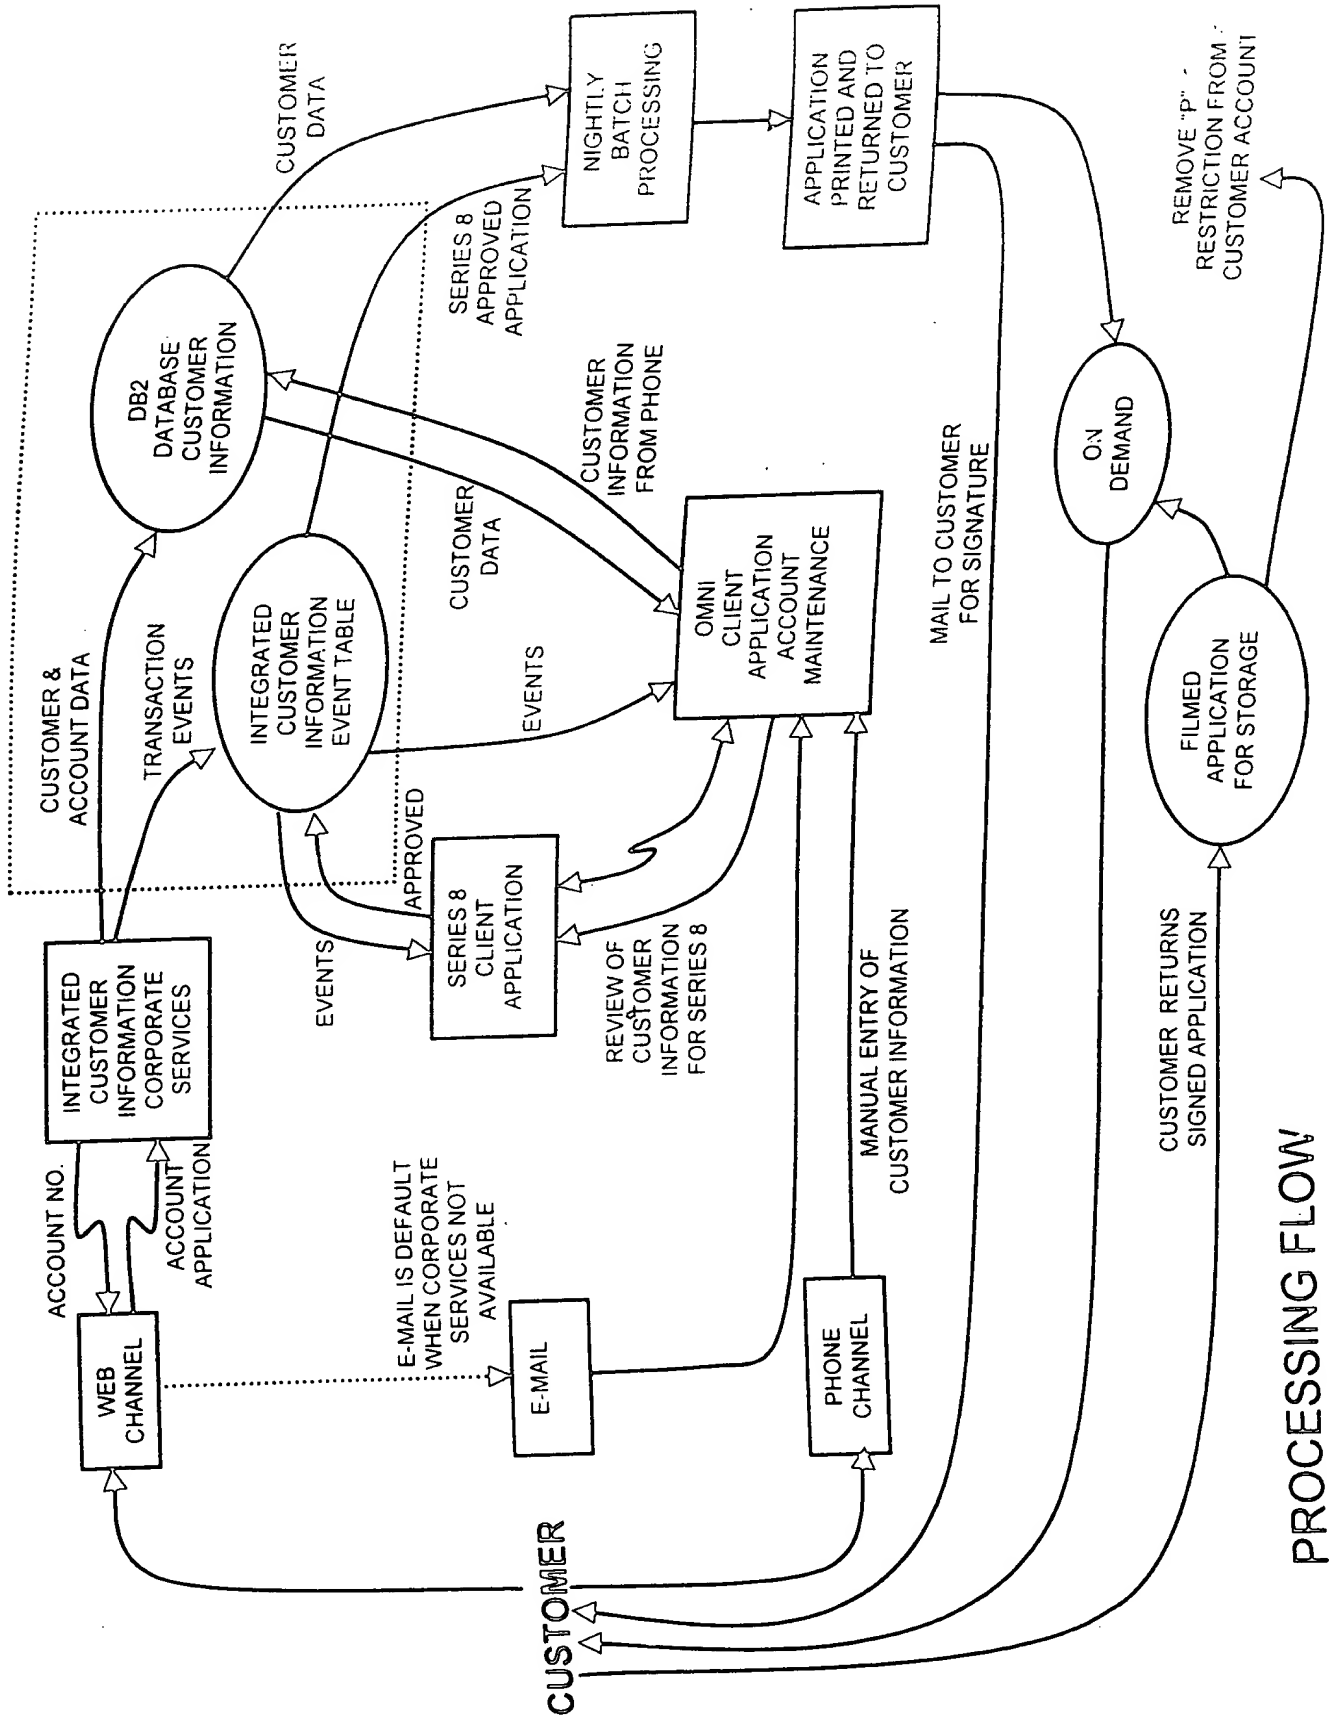 CUSTOMER
WEB
CHANNEL
ACCOUNT NO.
ACCOUNT
APPLICATION
INTEGRATED
CUSTOMER
INFORMATION
CORPORATE
SERVICES
CUSTOMER &
ACCOUNT DATA
TRANSACTION
EVENTS
DB2
DATABASE
CUSTOMER
INFORMATION
CUSTOMER
DATA
INTEGRATED
CUSTOMER
INFORMATION
EVENT TABLE
EVENTS
APPROVED
SERIES 8
CLIENT
APPLICATION
SERIES 8
APPROVED
APPLICATION
NIGHTLY
BATCH
PROCESSING
E-MAIL IS DEFAULT
WHEN CORPORATE
SERVICES NOT
AVAILABLE
E-MAIL
EVENTS
CUSTOMER
DATA
CUSTOMER
INFORMATION
FROM PHONE
REVIEW OF
CUSTOMER
INFORMATION
FOR SERIES 8
OMNI
CLIENT
APPLICATION
ACCOUNT
MAINTENANCE
APPLICATION
PRINTED AND
RETURNED TO
CUSTOMER
PHONE
CHANNEL
MANUAL ENTRY OF
CUSTOMER INFORMATION
MAIL TO CUSTOMER
FOR SIGNATURE
ON
DEMAND
CUSTOMER RETURNS
SIGNED APPLICATION
FILMED
APPLICATION
FOR STORAGE
REMOVE "P"
RESTRICTION FROM
CUSTOMER ACCOUNT
PROCESSING FLOW